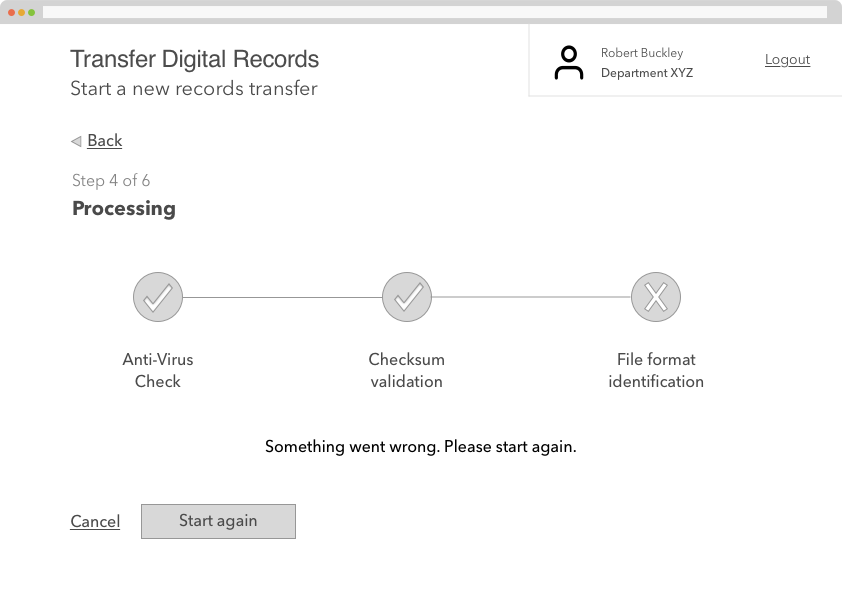 Transfer Digital Records
Start a new records transfer
Robert Buckley
Department XYZ
Logout
Back
Step 4 of 6
Processing
Anti-Virus
Check
Checksum
validation
File format
identification
Something went wrong. Please start again.
Cancel
Start again